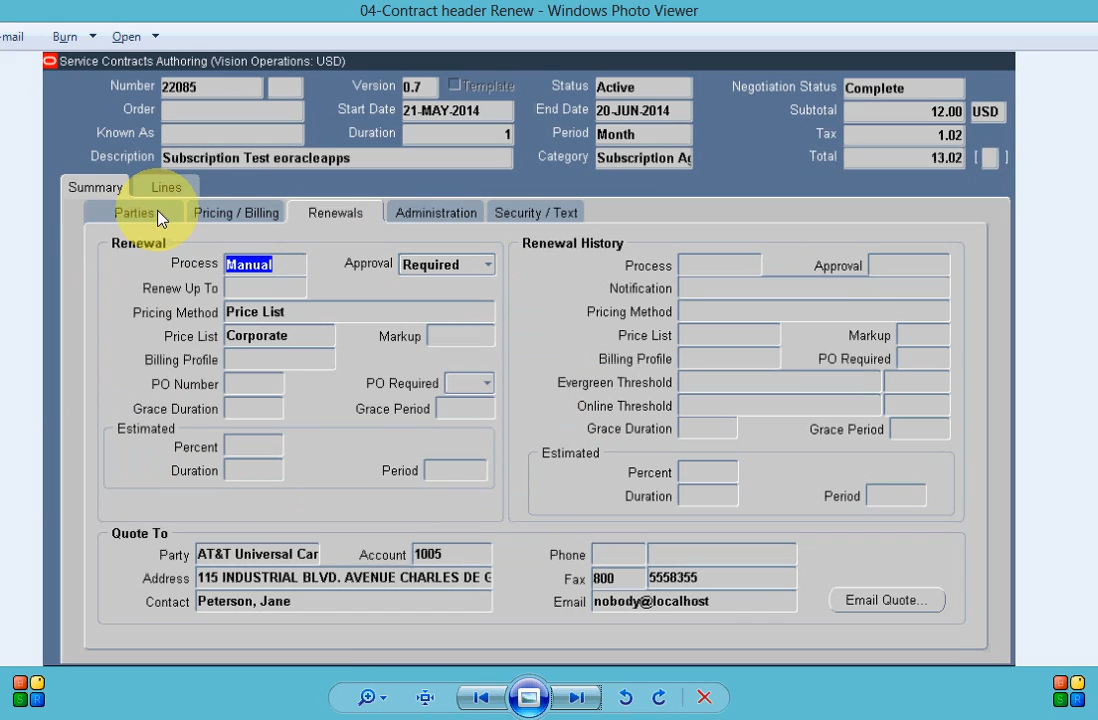 04-Contract header Renew - Windows Photo Viewer
-mail Burn Open
Service Contracts Authoring (Vision Operations: USD)
Number 22085 Version 0.7 Template Status Active Negotiation Status Complete
Order Start Date 21-MAY-2014 End Date 20-JUN-2014 Subtotal 12.00 USD
Known As Duration 1 Period Month Tax 1.02
Description Subscription Test eoracleapps Category Subscription Ag Total 13.02 [ ]
Summary Lines
Parties Pricing / Billing Renewals Administration Security / Text
Renewal Renewal History
Process Manual Approval Required Process Approval
Renew Up To Notification
Pricing Method Price List Pricing Method
Price List Corporate Markup Price List Markup
Billing Profile Billing Profile PO Required
PO Number PO Required Evergreen Threshold
Grace Duration Grace Period Online Threshold
Estimated Grace Duration Grace Period
Percent Estimated
Duration Period Percent
Duration Period
Quote To
Party AT&T Universal Car Account 1005 Phone
Address 115 INDUSTRIAL BLVD. AVENUE CHARLES DE G Fax 800 5558355
Contact Peterson, Jane Email nobody@localhost Email Quote...
B S R B S R